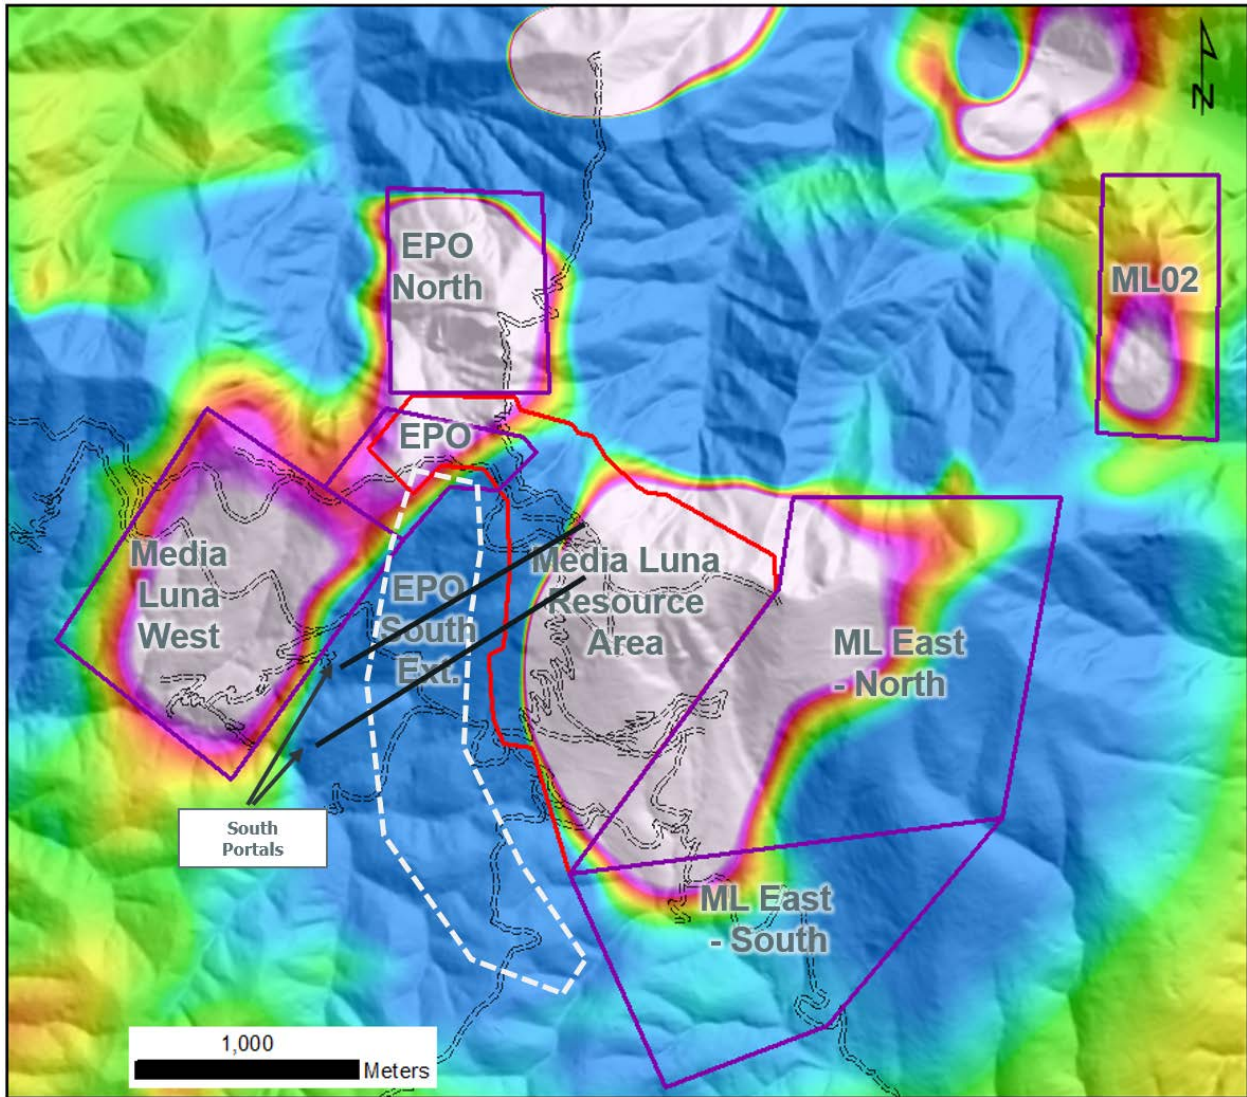 N
EPO
North
ML02
EPO
Media
Luna
West
EPO
South
Ext.
Media Luna
Resource
Area
ML East
- North
South
Portals
ML East
- South
1,000
Meters